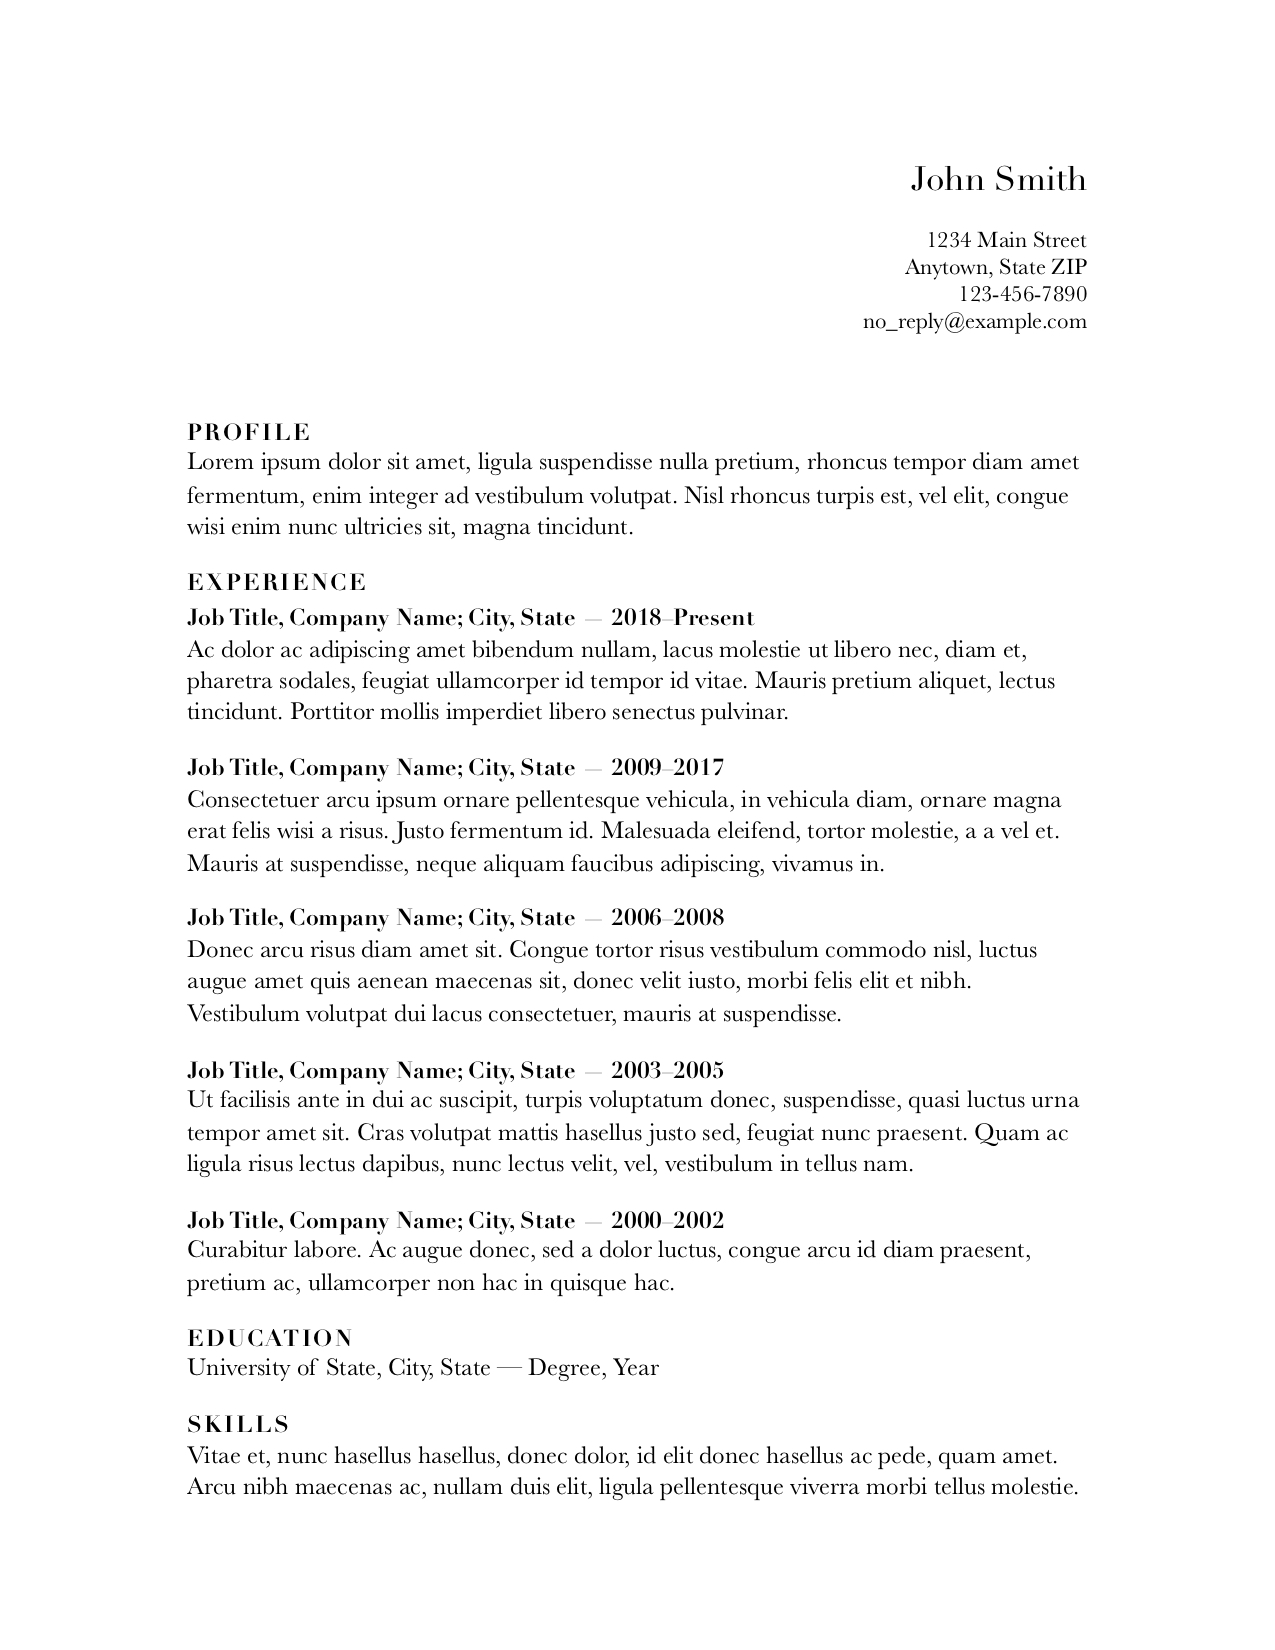 John Smith
1234 Main Street
Anytown, State ZIP
123-456-7890
no_reply@example.com
PROFILE
Lorem ipsum dolor sit amet, ligula suspendisse nulla pretium, rhoncus tempor diam amet
fermentum, enim integer ad vestibulum volutpat. Nisl rhoncus turpis est, vel elit, congue
wisi enim nunc ultricies sit, magna tincidunt.
EXPERIENCE
Job Title, Company Name; City, State — 2018–Present
Ac dolor ac adipiscing amet bibendum nullam, lacus molestie ut libero nec, diam et,
pharetra sodales, feugiat ullamcorper id tempor id vitae. Mauris pretium aliquet, lectus
tincidunt. Porttitor mollis imperdiet libero senectus pulvinar.
Job Title, Company Name; City, State — 2009–2017
Consectetuer arcu ipsum ornare pellentesque vehicula, in vehicula diam, ornare magna
erat felis wisi a risus. Justo fermentum id. Malesuada eleifend, tortor molestie, a a vel et.
Mauris at suspendisse, neque aliquam faucibus adipiscing, vivamus in.
Job Title, Company Name; City, State — 2006–2008
Donec arcu risus diam amet sit. Congue tortor risus vestibulum commodo nisl, luctus
augue amet quis aenean maecenas sit, donec velit iusto, morbi felis elit et nibh.
Vestibulum volutpat dui lacus consectetuer, mauris at suspendisse.
Job Title, Company Name; City, State — 2003–2005
Ut facilisis ante in dui ac suscipit, turpis voluptatum donec, suspendisse, quasi luctus urna
tempor amet sit. Cras volutpat mattis hasellus justo sed, feugiat nunc praesent. Quam ac
ligula risus lectus dapibus, nunc lectus velit, vel, vestibulum in tellus nam.
Job Title, Company Name; City, State — 2000–2002
Curabitur labore. Ac augue donec, sed a dolor luctus, congue arcu id diam praesent,
pretium ac, ullamcorper non hac in quisque hac.
EDUCATION
University of State, City, State — Degree, Year
SKILLS
Vitae et, nunc hasellus hasellus, donec dolor, id elit donec hasellus ac pede, quam amet.
Arcu nibh maecenas ac, nullam duis elit, ligula pellentesque viverra morbi tellus molestie.